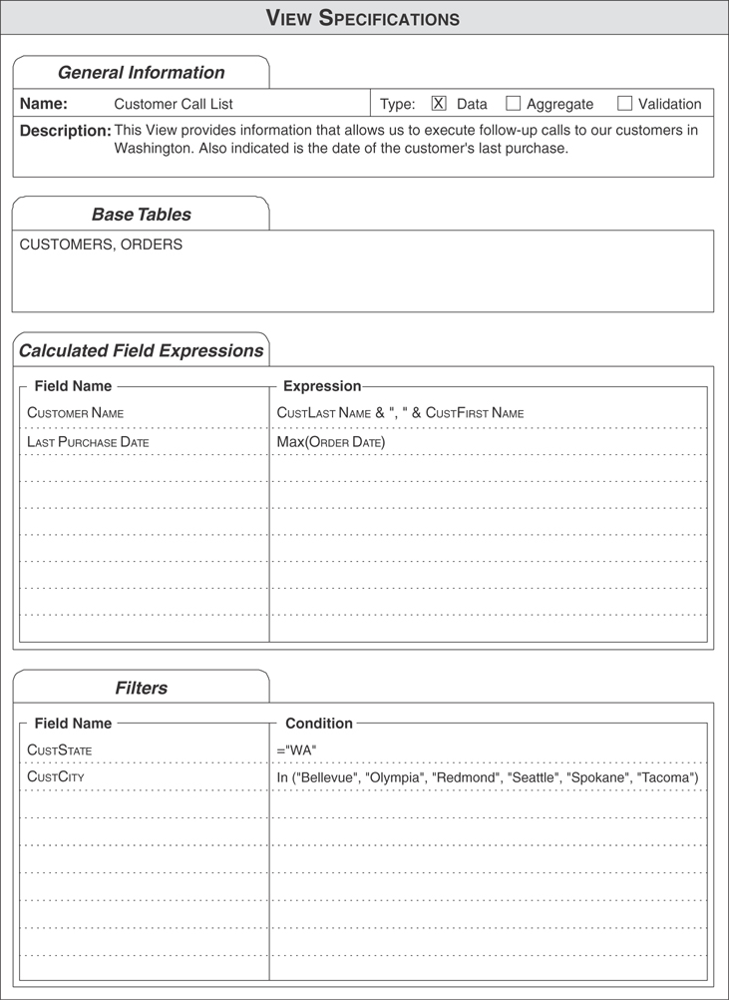 VIEW SPECIFICATIONS
General Information
Name: Customer Call List Type: X Data Aggregate Validation
Description: This View provides information that allows us to execute follow-up calls to our customers in
Washington. Also indicated is the date of the customer's last purchase.
Base Tables
CUSTOMERS, ORDERS
Calculated Field Expressions
Field Name Expression
CUSTOMER NAME CUSTLAST NAME & ", " & CUSTFIRST NAME
LAST PURCHASE DATE Max(ORDER DATE)
Filters
Field Name Condition
CUSTSTATE ="WA"
CUSTCITY In ("Bellevue", "Olympia", "Redmond", "Seattle", "Spokane", "Tacoma")